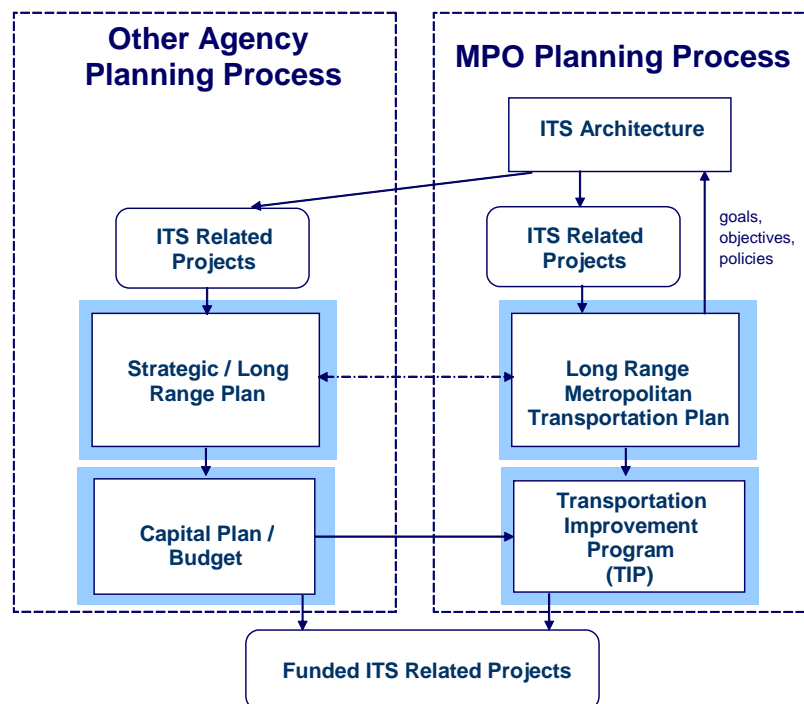 Other Agency
Planning Process
MPO Planning Process
ITS Architecture
ITS Related
Projects
ITS Related
Projects
goals,
objectives,
policies
Strategic / Long
Range Plan
Long Range
Metropolitan
Transportation Plan
Capital Plan /
Budget
Transportation
Improvement
Program
(TIP)
Funded ITS Related Projects